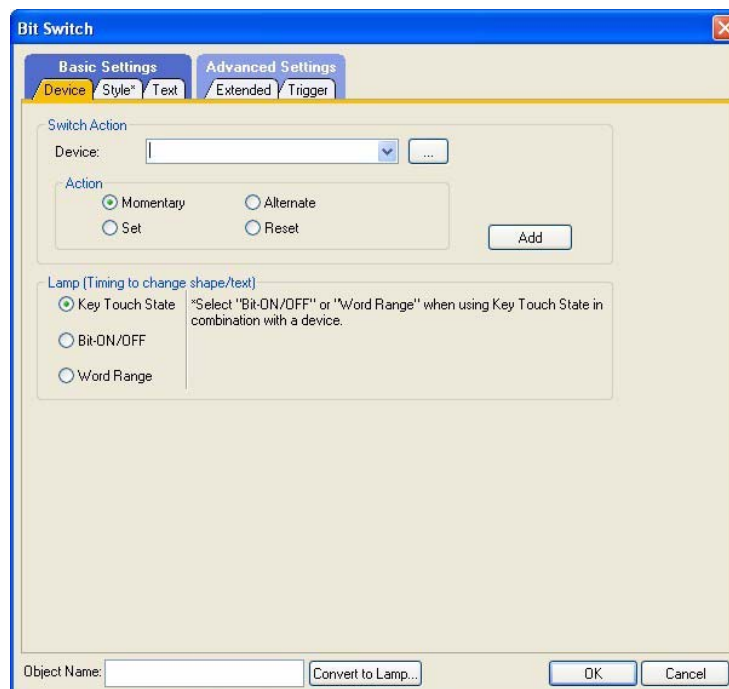 Bit Switch
Basic Settings
Advanced Settings
Device
Style*
Text
Extended
Trigger
Switch Action
Device:
...
Action
Momentary
Alternate
Set
Reset
Add
Lamp (Timing to change shape/text)
Key Touch State
*Select "Bit-ON/OFF" or "Word Range" when using Key Touch State in
combination with a device.
Bit-ON/OFF
Word Range
Object Name:
Convert to Lamp...
OK
Cancel